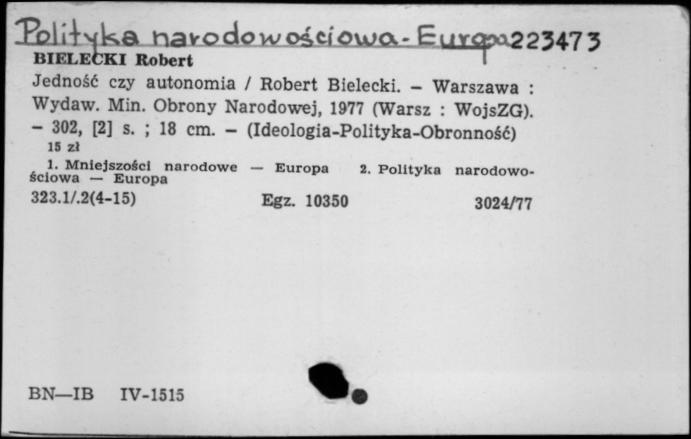 Polityka narodowościowa - Europa 223473
BIELECKI Robert
Jedność czy autonomia / Robert Bielecki. — Warszawa :
Wydaw. Min. Obrony Narodowej, 1977 (Warsz : WojsZG).
— 302, [2] s. ; 18 cm. — (Ideologia-Polityka-Obronność)
15 zł
1. Mniejszości narodowe — Europa 2. Polityka narodowo-
ściowa — Europa
323.1/.2(4-15) Egz. 10350 3024/77
BN—IB IV-1515